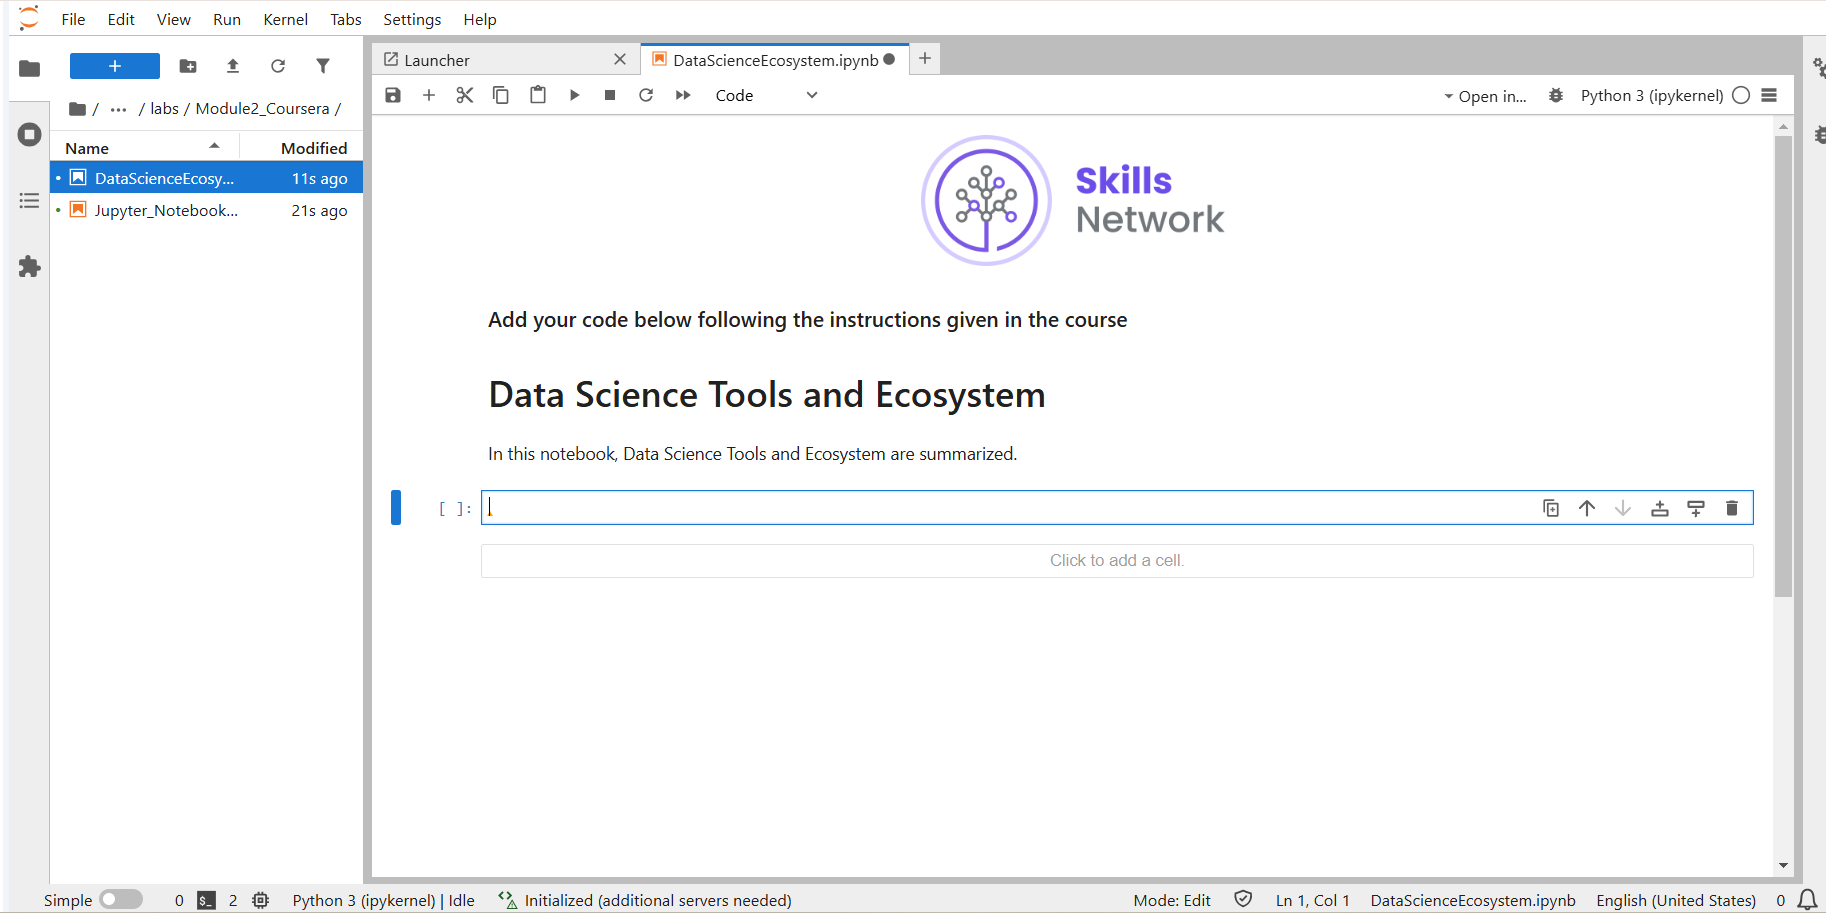 File Edit View Run Kernel Tabs Settings Help
+
/ ··· / labs / Module2_Coursera /
Name Modified
DataScienceEcosy... 11s ago
Jupyter_Notebook... 21s ago
Launcher
DataScienceEcosystem.ipynb
Code
Open in...
Python 3 (ipykernel)
Skills
Network
Add your code below following the instructions given in the course
Data Science Tools and Ecosystem
In this notebook, Data Science Tools and Ecosystem are summarized.
[ ]:
Click to add a cell.
Simple 0 $_ 2 Python 3 (ipykernel) | Idle Initialized (additional servers needed) Mode: Edit Ln 1, Col 1 DataScienceEcosystem.ipynb English (United States) 0